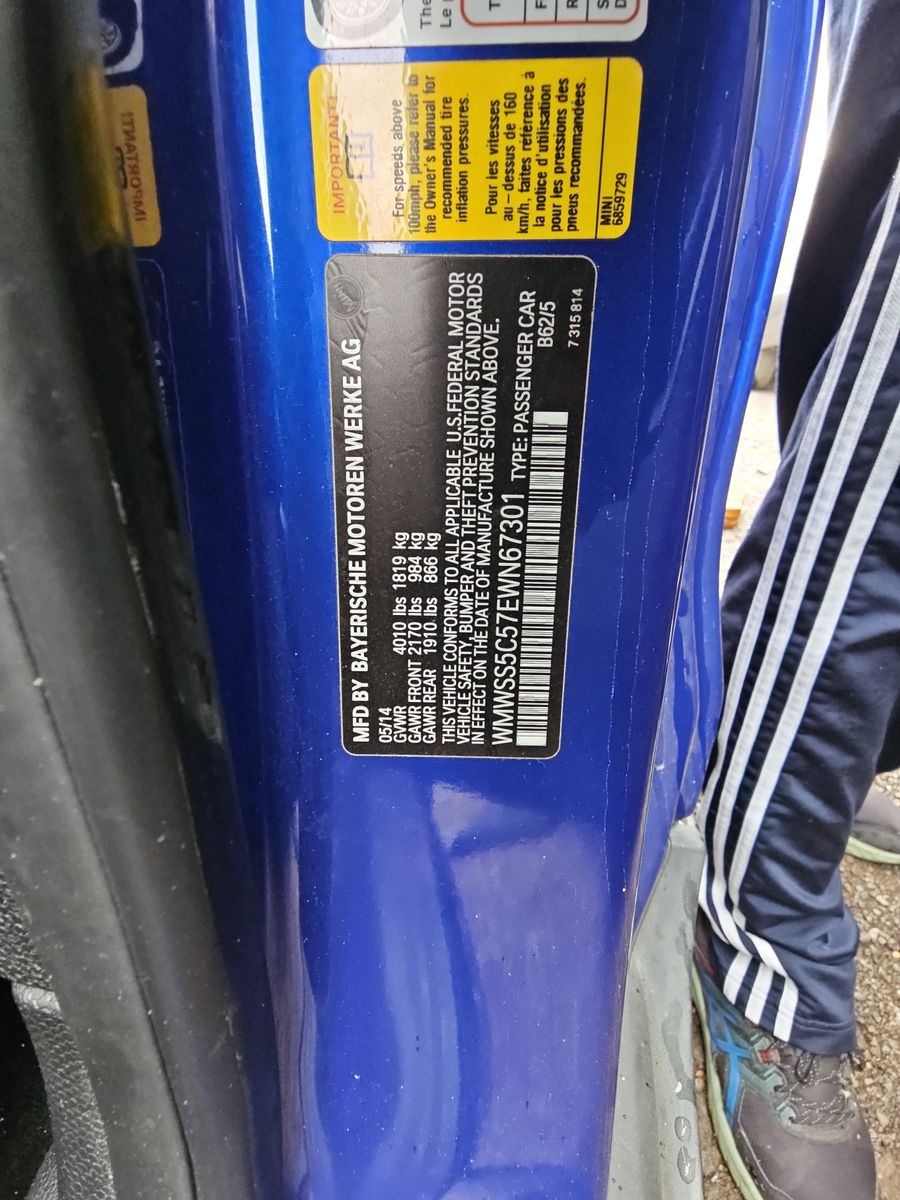 IMPORTANT
For speeds above
100mph, please refer to
the Owner's Manual for
recommended tire
inflation pressures.
Pour les vitesses
au – dessus de 160
km/h, faites référence à
la notice d'utilisation
pour les pressions des
pneus recommandées.
MINI
6859729
MFD BY BAYERISCHE MOTOREN WERKE AG
05/14
GVWR 4010 lbs 1819 kg
GAWR FRONT 2170 lbs 984 kg
GAWR REAR 1910 lbs 866 kg
THIS VEHICLE CONFORMS TO ALL APPLICABLE U.S.FEDERAL MOTOR
VEHICLE SAFETY, BUMPER AND THEFT PREVENTION STANDARDS
IN EFFECT ON THE DATE OF MANUFACTURE SHOWN ABOVE.
WMWSS5C57EWN67301 TYPE: PASSENGER CAR
B62/5
7 315 814